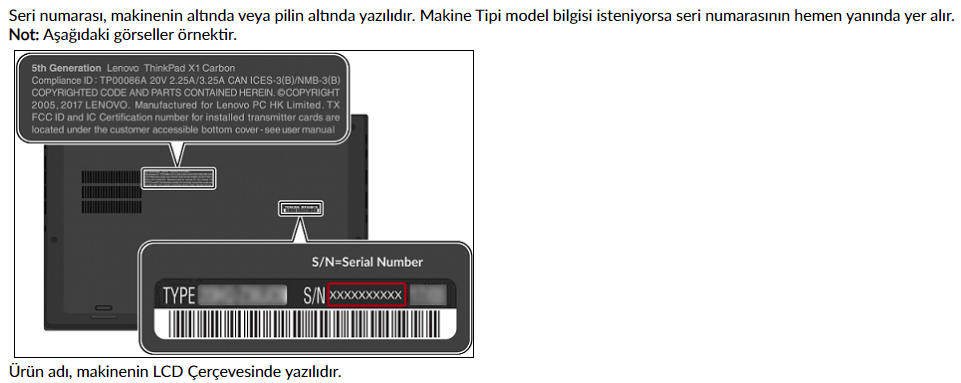 Seri numarası, makinenin altında veya pilin altında yazılıdır. Makine Tipi model bilgisi isteniyorsa seri numarasının hemen yanında yer alır.
Not: Aşağıdaki görseller örnektir.
5th Generation Lenovo ThinkPad X1 Carbon
Compliance ID: TP00086A 20V 2.25A/3.25A CAN ICES-3(B)/NMB-3(B)
COPYRIGHTED CODE AND PARTS CONTAINED HEREIN. ©COPYRIGHT
2005, 2017 LENOVO. Manufactured for Lenovo PC HK Limited. TX
FCC ID and IC Certification number for installed transmitter cards are
located under the customer accessible bottom cover - see user manual
S/N=Serial Number
TYPE S/N XXXXXXXXXX
Ürün adı, makinenin LCD Çerçevesinde yazılıdır.